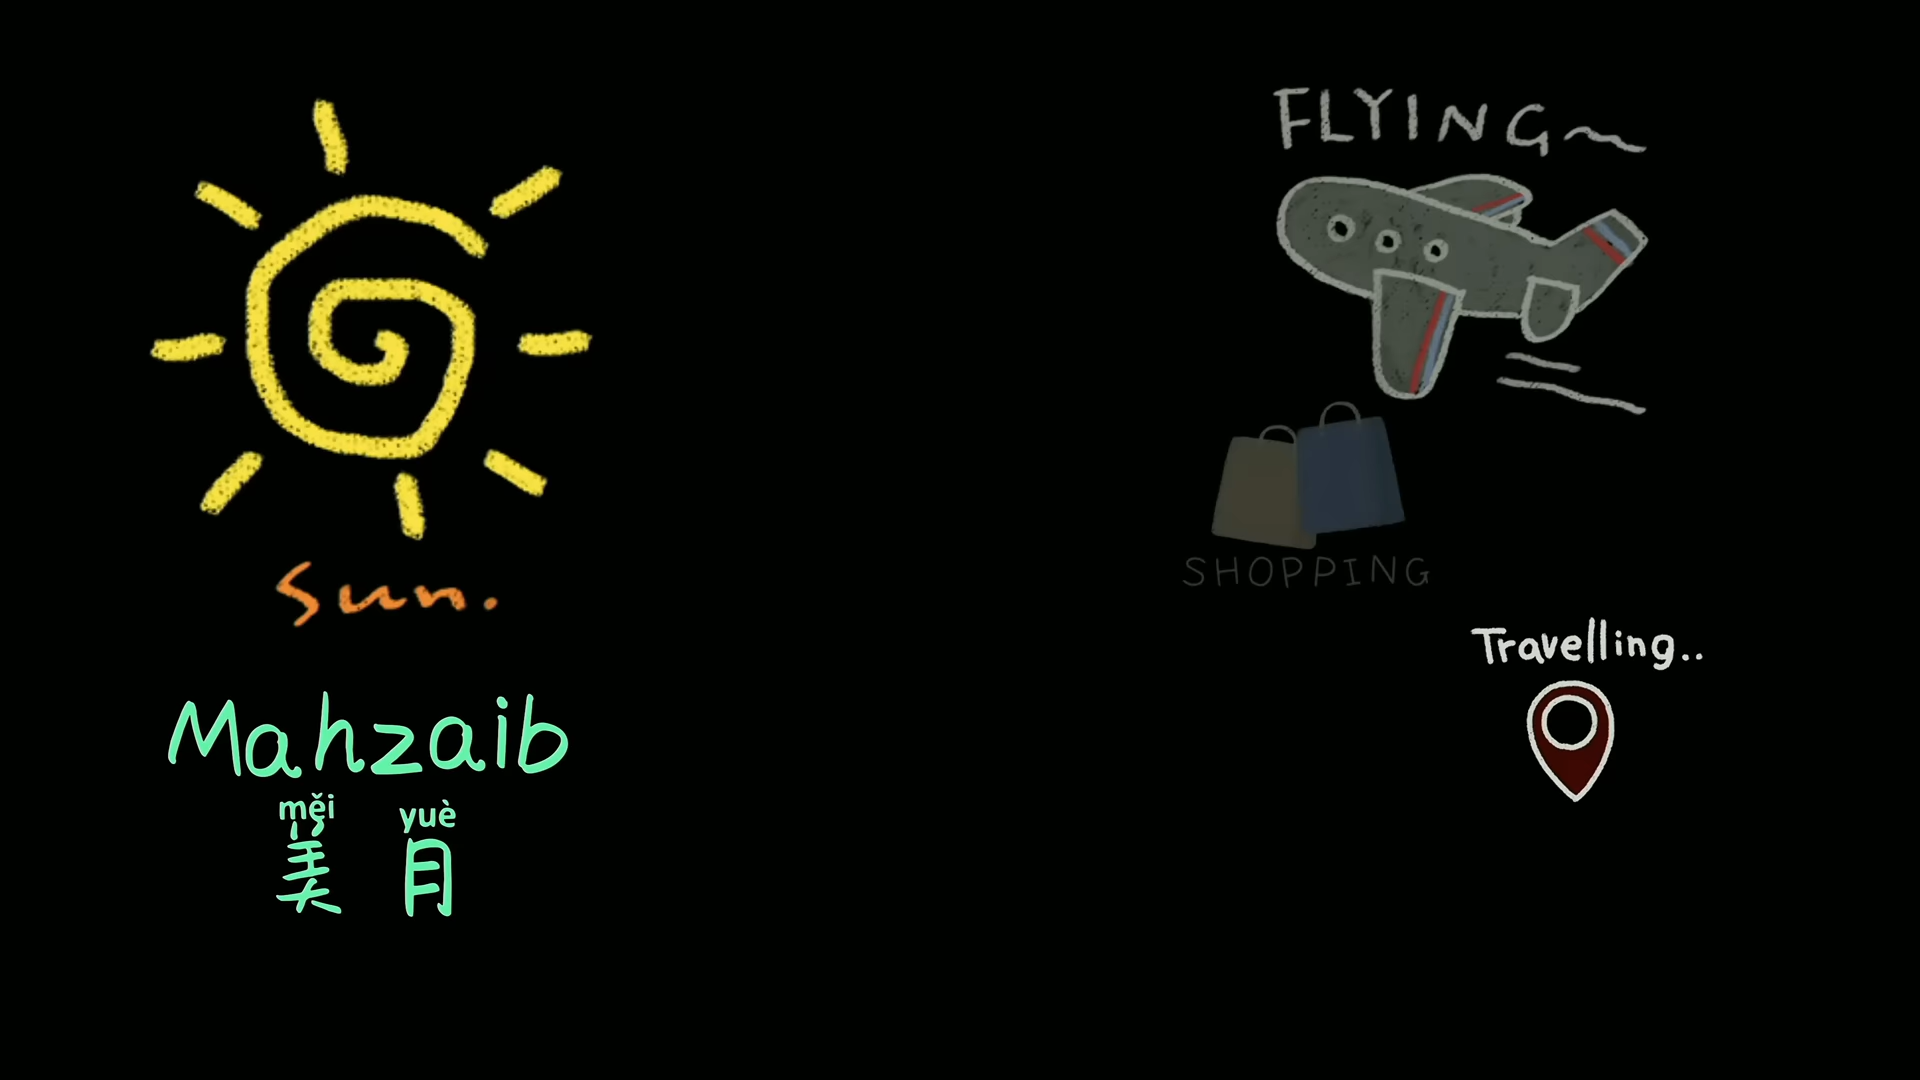 Sun.
Mahzaib
měi yuè
美 月
FLYING~
SHOPPING
Travelling..